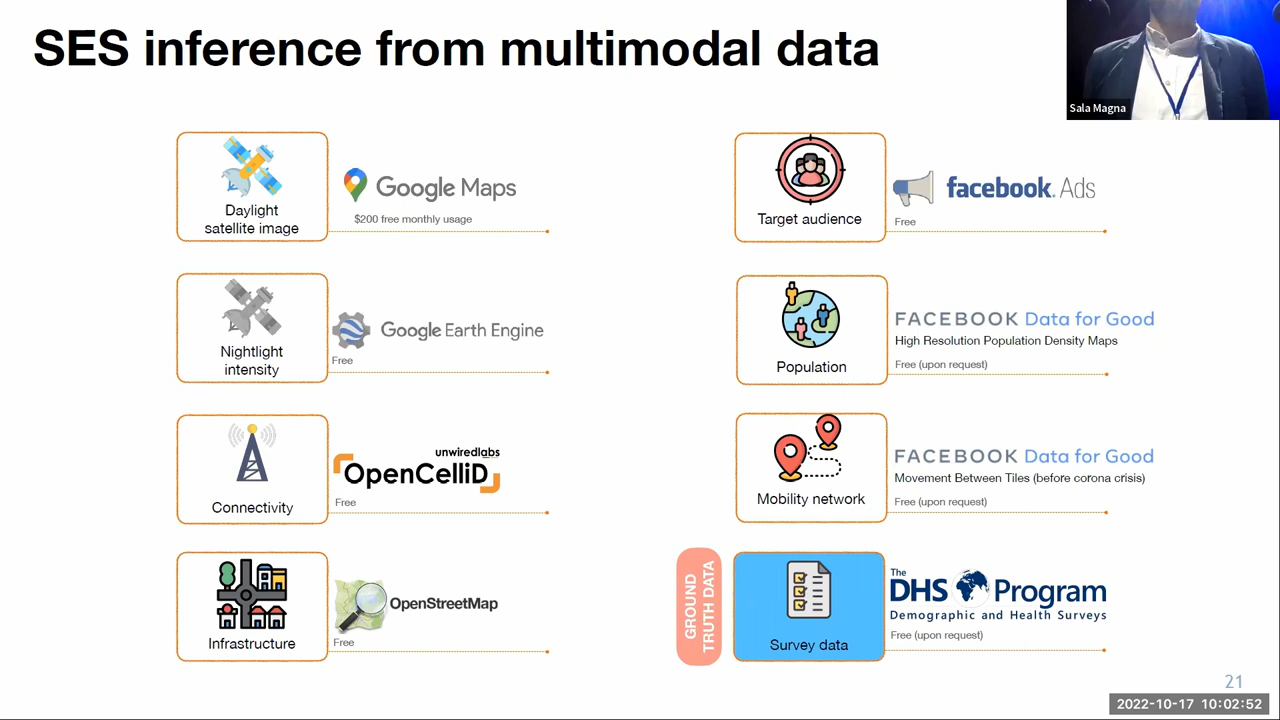 SES inference from multimodal data
Sala Magna
Daylight
satellite image
Google Maps
$200 free monthly usage
Nightlight
intensity
Google Earth Engine
Free
Connectivity
unwiredlabs
OpenCelliD
Free
Infrastructure
OpenStreetMap
Free
Target audience
facebook. Ads
Free
Population
FACEBOOK Data for Good
High Resolution Population Density Maps
Free (upon request)
Mobility network
FACEBOOK Data for Good
Movement Between Tiles (before corona crisis)
Free (upon request)
GROUND
TRUTH DATA
Survey data
The
DHS Program
Demographic and Health Surveys
Free (upon request)
21
2022-10-17 10:02:52